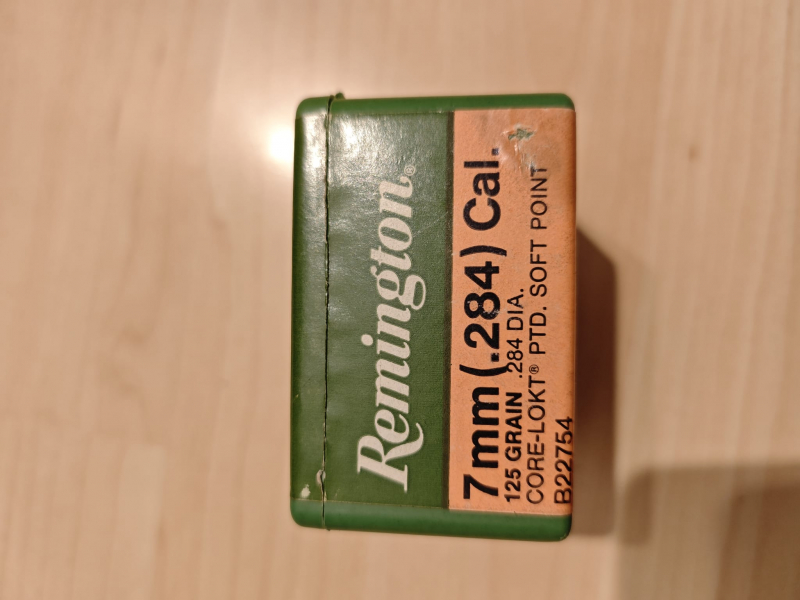 Remington®
7mm (.284) Cal.
125 GRAIN .284 DIA.
CORE-LOKT® PTD. SOFT POINT
B22754